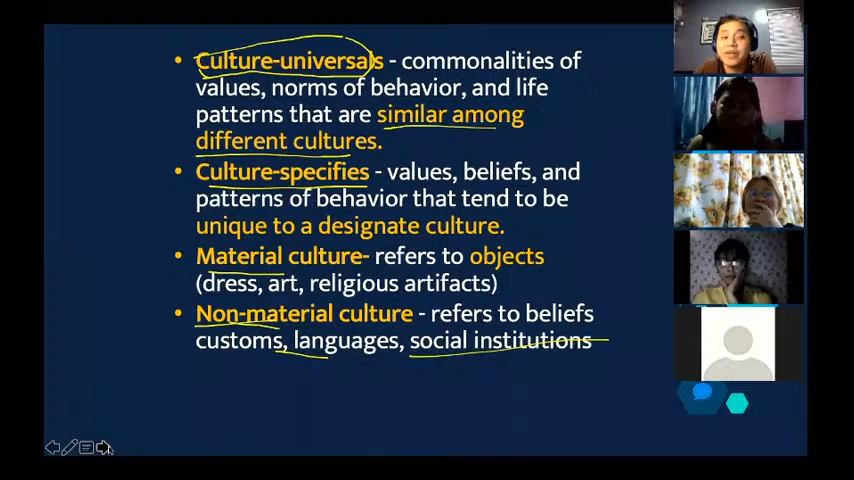 • Culture-universals - commonalities of
values, norms of behavior, and life
patterns that are similar among
different cultures.
• Culture-specifies - values, beliefs, and
patterns of behavior that tend to be
unique to a designate culture.
• Material culture- refers to objects
(dress, art, religious artifacts)
• Non-material culture - refers to beliefs
customs, languages, social institutions